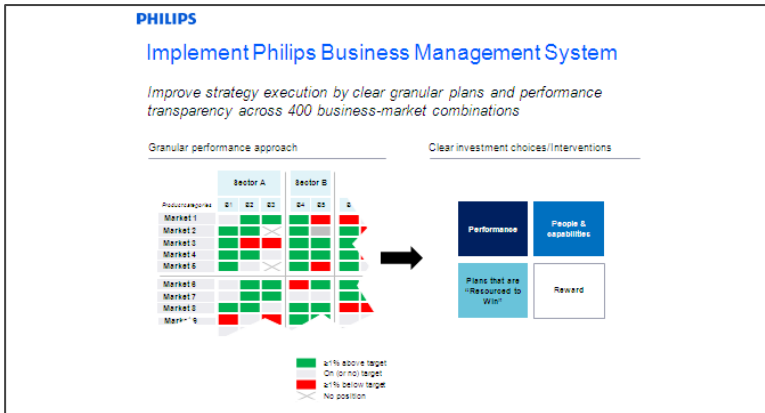 PHILIPS
Implement Philips Business Management System
Improve strategy execution by clear granular plans and performance
transparency across 400 business-market combinations
Granular performance approach
Clear investment choices/Interventions
Sector A
Sector B
Product categories
Market 1
Market 2
Market 3
Market 4
Market 5
Market 6
Market 7
Market 8
Performance
People &
capabilities
Plans that are
"Resourced to
Win"
Reward
≥1% above target
On (or no) target
≥1% below target
No position